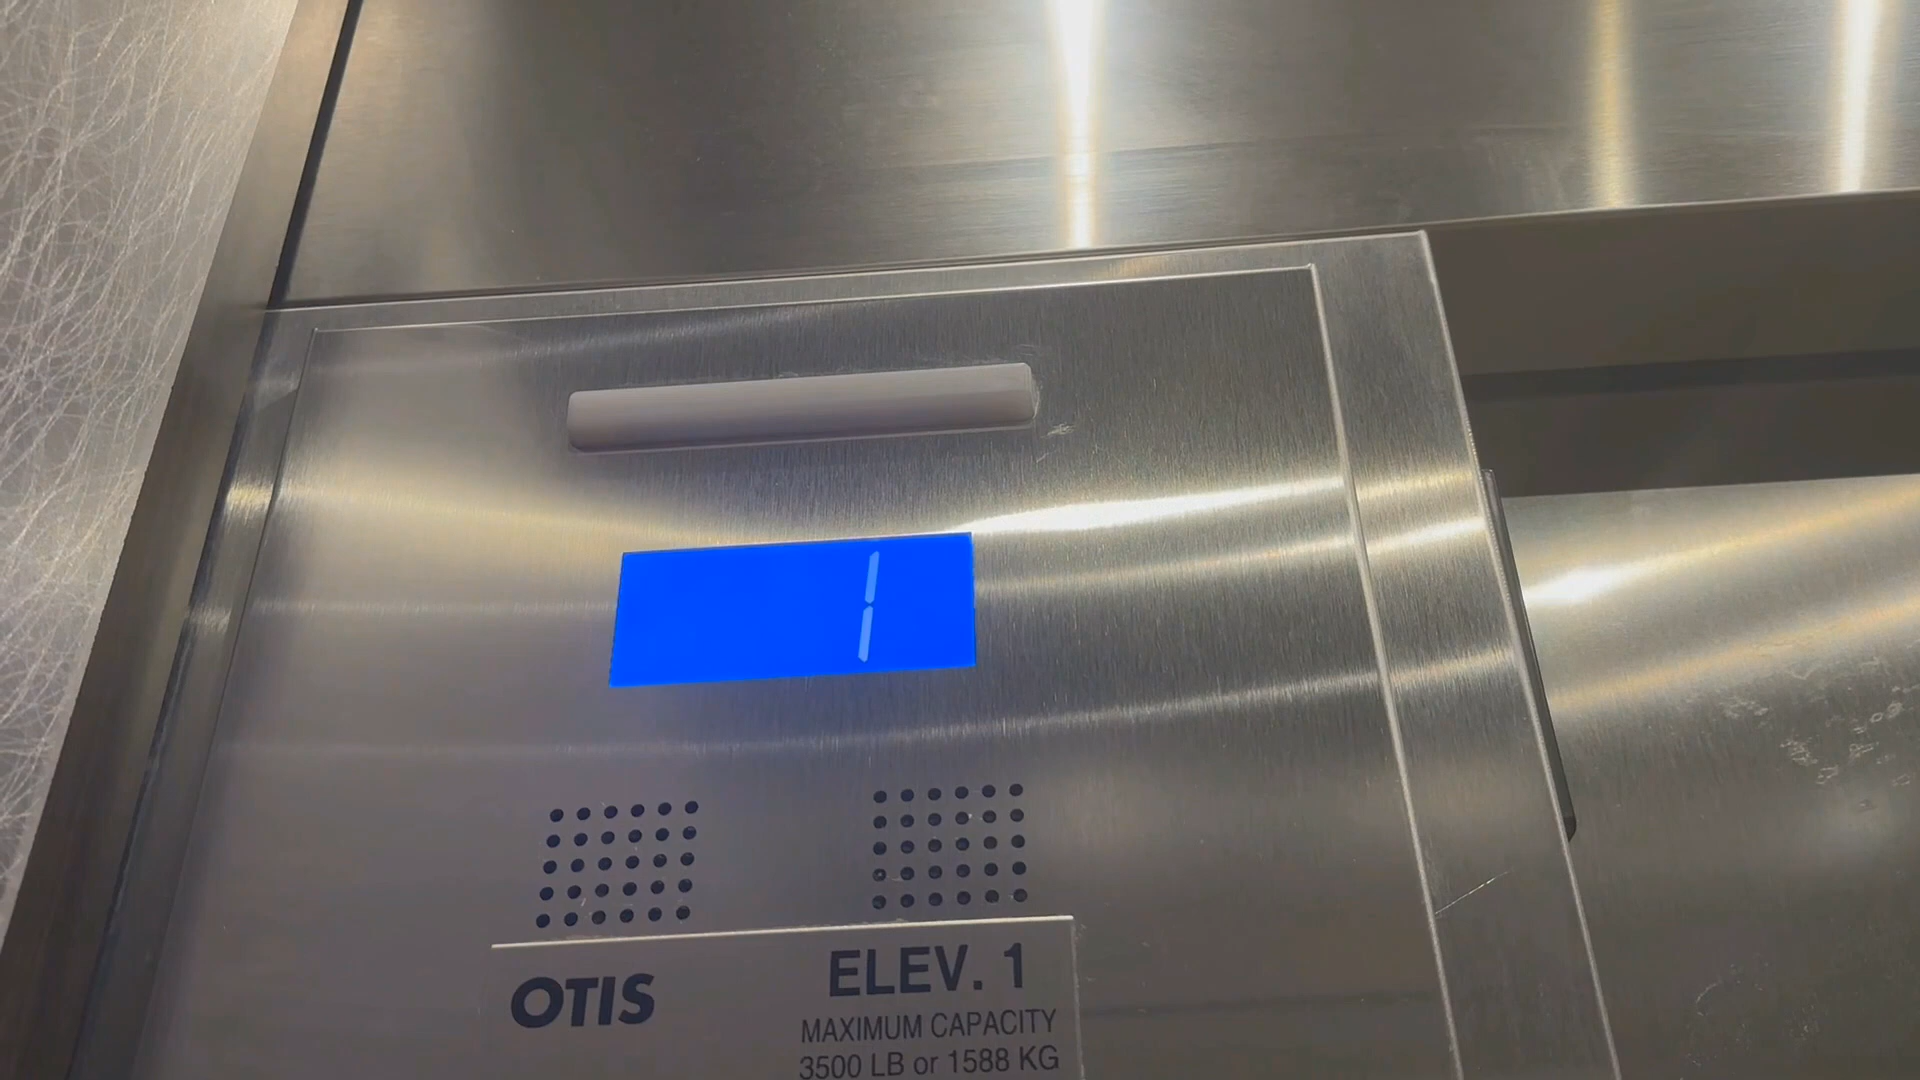 1
OTIS
ELEV. 1
MAXIMUM CAPACITY
3500 LB or 1588 KG